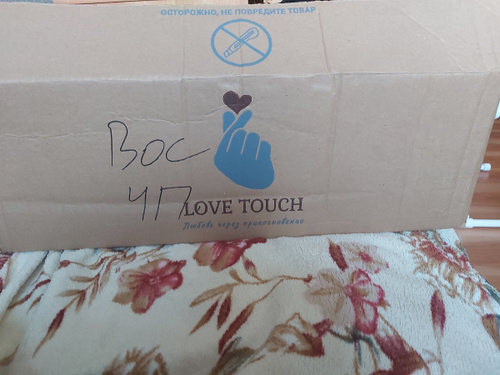 ОСТОРОЖНО, НЕ ПОВРЕДИТЕ ТОВАР
Вос
ЧП
LOVE TOUCH
Любовь через прикосновение